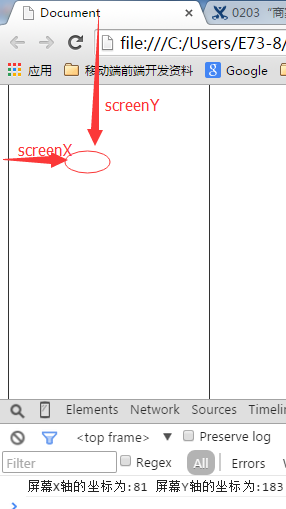 Document
0203 “商
file:///C:/Users/E73-8/
应用 移动端前端开发资料 Google
screenY
screenX
Elements Network Sources Timelin
<top frame> Preserve log
Filter Regex All Errors W
屏幕X轴的坐标为:81 屏幕Y轴的坐标为:183